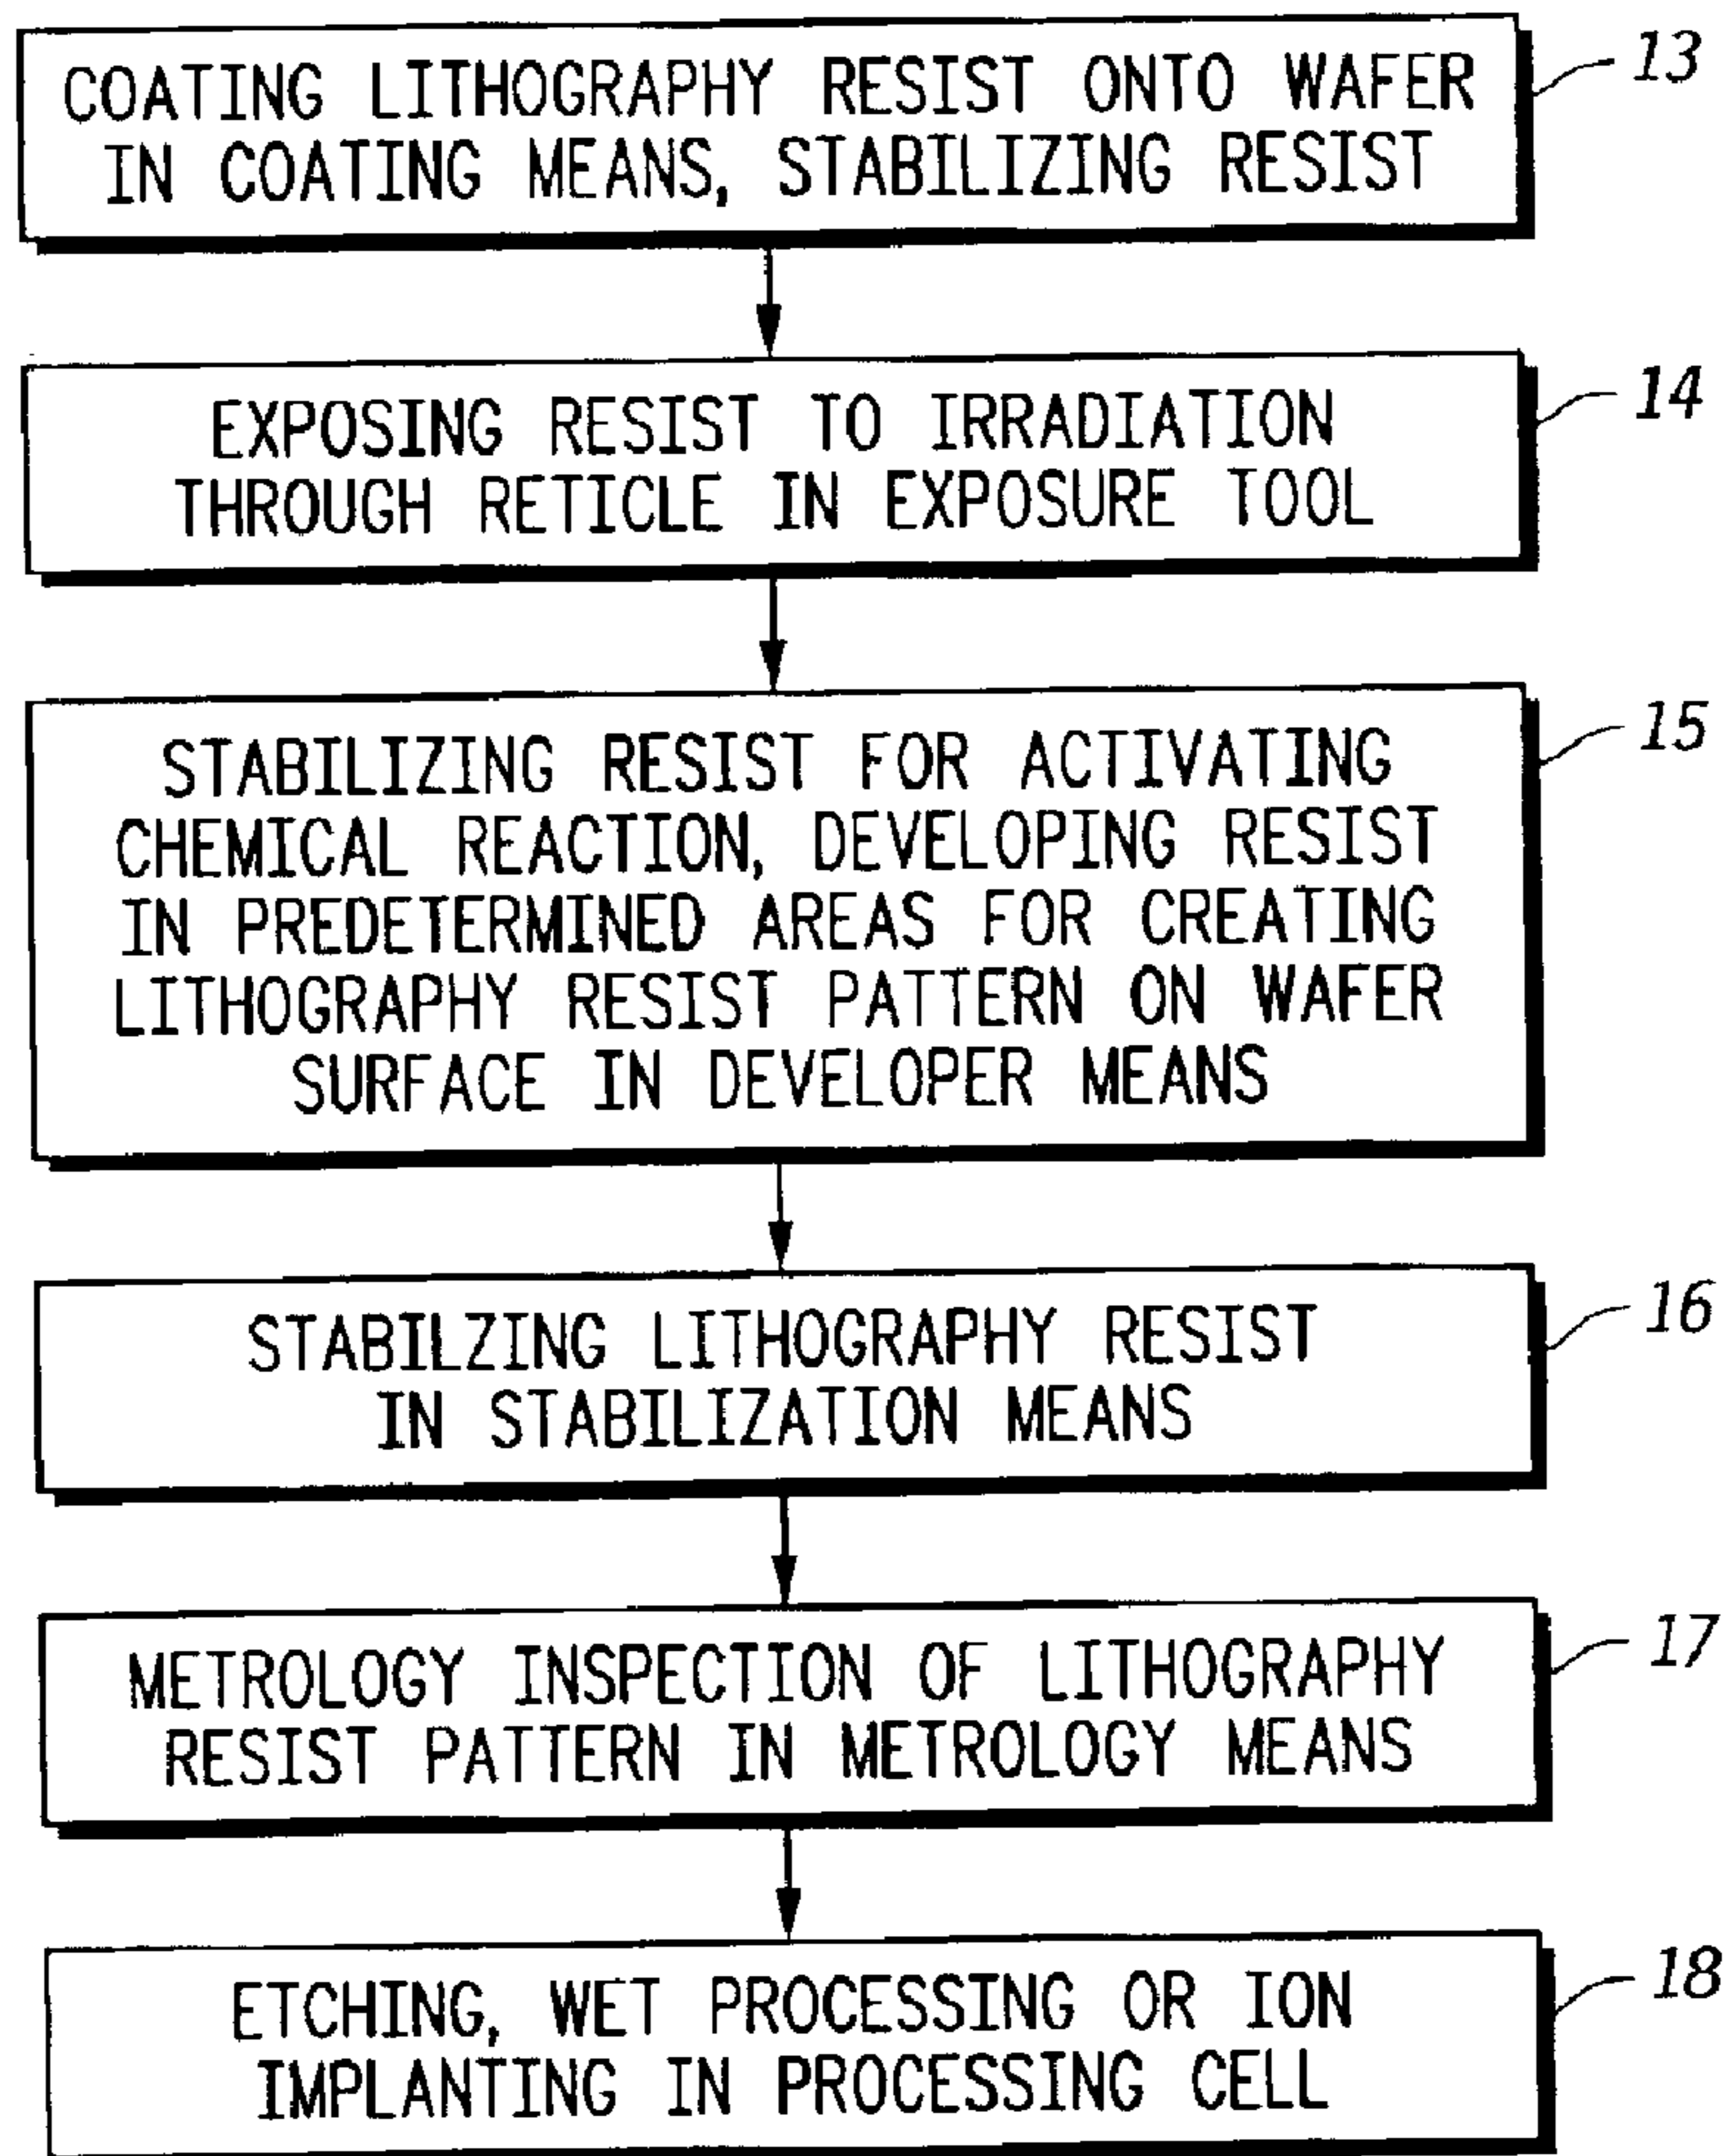 COATING LITHOGRAPHY RESIST ONTO WAFER
IN COATING MEANS, STABILIZING RESIST
13
EXPOSING RESIST TO IRRADIATION
THROUGH RETICLE IN EXPOSURE TOOL
14
STABILIZING RESIST FOR ACTIVATING
CHEMICAL REACTION, DEVELOPING RESIST
IN PREDETERMINED AREAS FOR CREATING
LITHOGRAPHY RESIST PATTERN ON WAFER
SURFACE IN DEVELOPER MEANS
15
STABILZING LITHOGRAPHY RESIST
IN STABILIZATION MEANS
16
METROLOGY INSPECTION OF LITHOGRAPHY
RESIST PATTERN IN METROLOGY MEANS
17
ETCHING, WET PROCESSING OR ION
IMPLANTING IN PROCESSING CELL
18